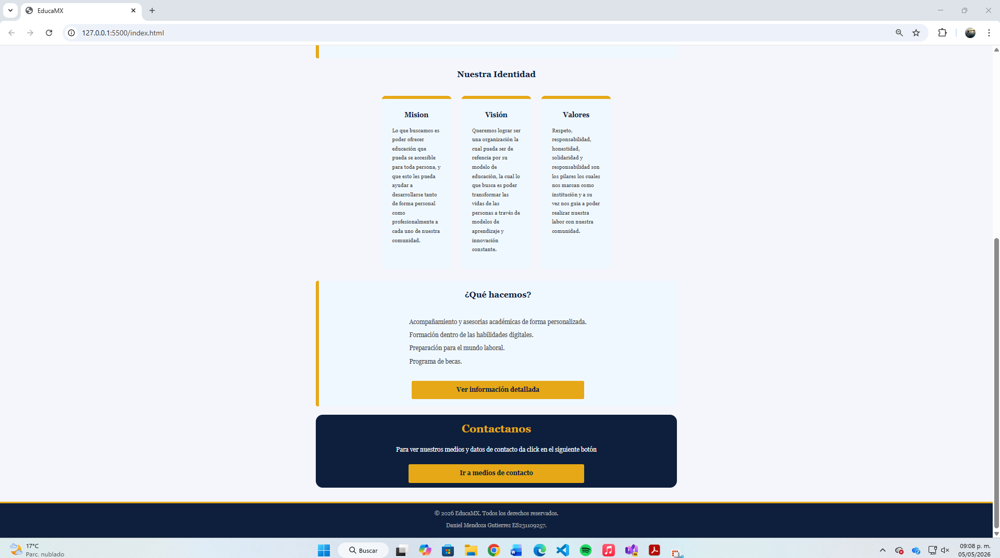 EducaMX
127.0.0.1:5500/index.html
Nuestra Identidad
Mision
Lo que buscamos es
poder ofrecer
educación que
pueda se accesible
para toda persona, y
que esto les pueda
ayudar a
desarrollarse tanto
de forma personal
como
profesionalmente a
cada uno de nuestra
comunidad.
Visión
Queremos lograr ser
una organización la
cual pueda ser de
refencia por su
modelo de
educación, la cual lo
que busca es poder
transformar las
vidas de las
personas a través de
modelos de
aprendizaje y
innovación
constante.
Valores
Respeto,
responsabilidad,
honestidad,
solidaridad y
responsabilidad son
los pilares los cuales
nos marcan como
institución y a su
vez nos guia a poder
realizar nuestra
labor con nuestra
comunidad.
¿Qué hacemos?
Acompañamiento y asesorias académicas de forma personalizada.
Formación dentro de las habilidades digitales.
Preparación para el mundo laboral.
Programa de becas.
Ver información detallada
Contactanos
Para ver nuestros medios y datos de contacto da click en el siguiente botón
Ir a medios de contacto
© 2026 EducaMX. Todos los derechos reservados.
Daniel Mendoza Gutierrez ES231109257.
17°C
Parc. nublado
Buscar
09:08 p. m.
05/05/2026